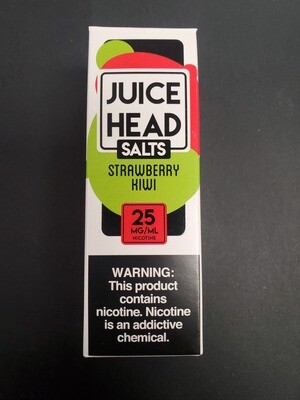 JUICE
HEAD
SALTS
STRAWBERRY
KIWI
25
MG/ML
NICOTINE
WARNING:
This product
contains
nicotine. Nicotine
is an addictive
chemical.